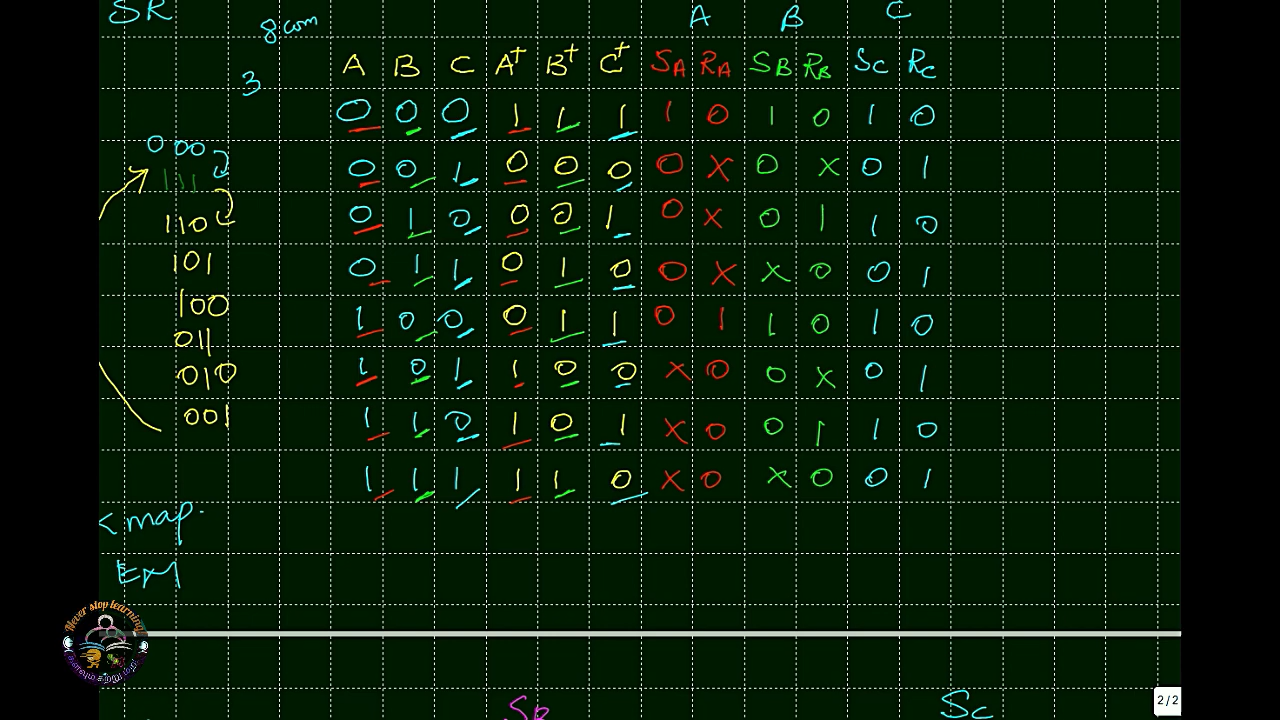 SR
8 com
A B C
3
A B C A⁺ B⁺ C⁺ SA RA SB RB SC RC
0 0 0 1 1 1 1 0 1 0 1 0
0 0 1 0 0 0 0 X 0 X 0 1
0 1 0 0 0 1 0 X 0 1 1 0
0 1 1 0 1 0 0 X X 0 0 1
1 0 0 0 1 1 0 1 1 0 1 0
1 0 1 1 0 0 X 0 0 X 0 1
1 1 0 1 0 1 X 0 0 1 1 0
1 1 1 1 1 0 X 0 X 0 0 1
000
111
110
101
100
011
010
001
K map.
Never stop learning!
2/2
SB
SC